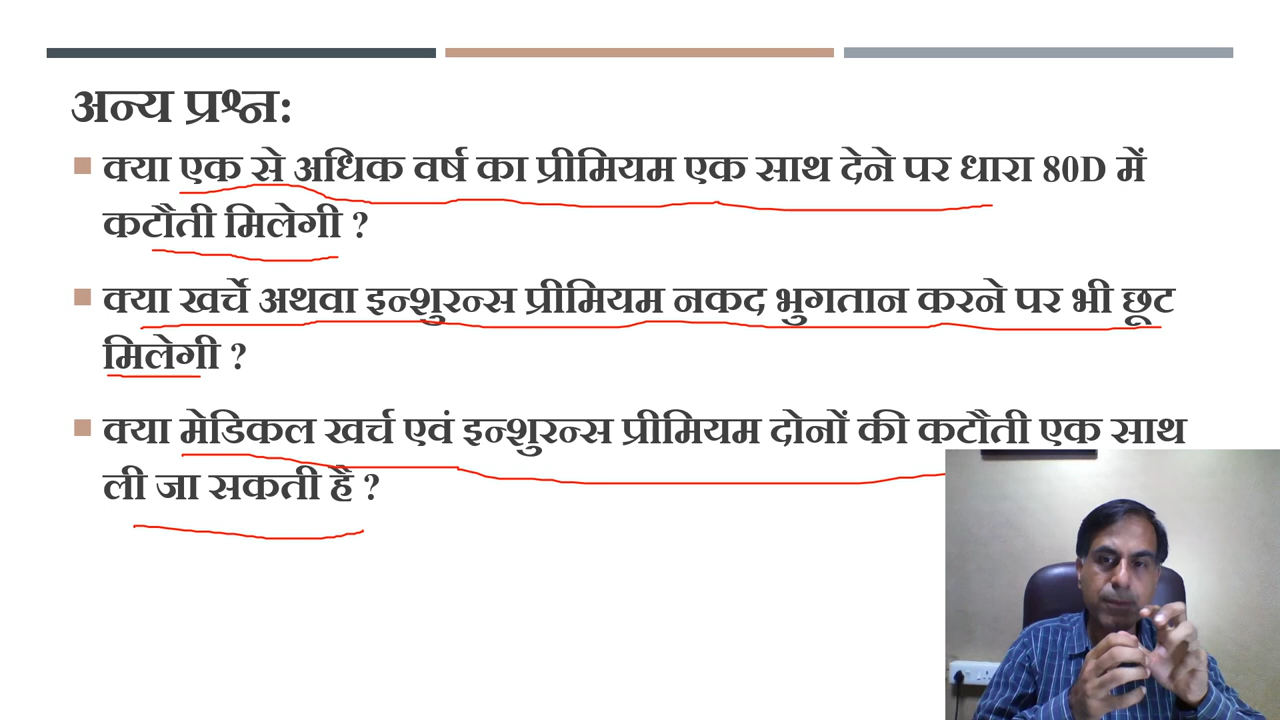 अन्य प्रश्न:
क्या एक से अधिक वर्ष का प्रीमियम एक साथ देने पर धारा 80D में
कटौती मिलेगी ?
क्या खर्चे अथवा इन्शुरन्स प्रीमियम नकद भुगतान करने पर भी छूट
मिलेगी ?
क्या मेडिकल खर्च एवं इन्शुरन्स प्रीमियम दोनों की कटौती एक साथ
ली जा सकती है ?